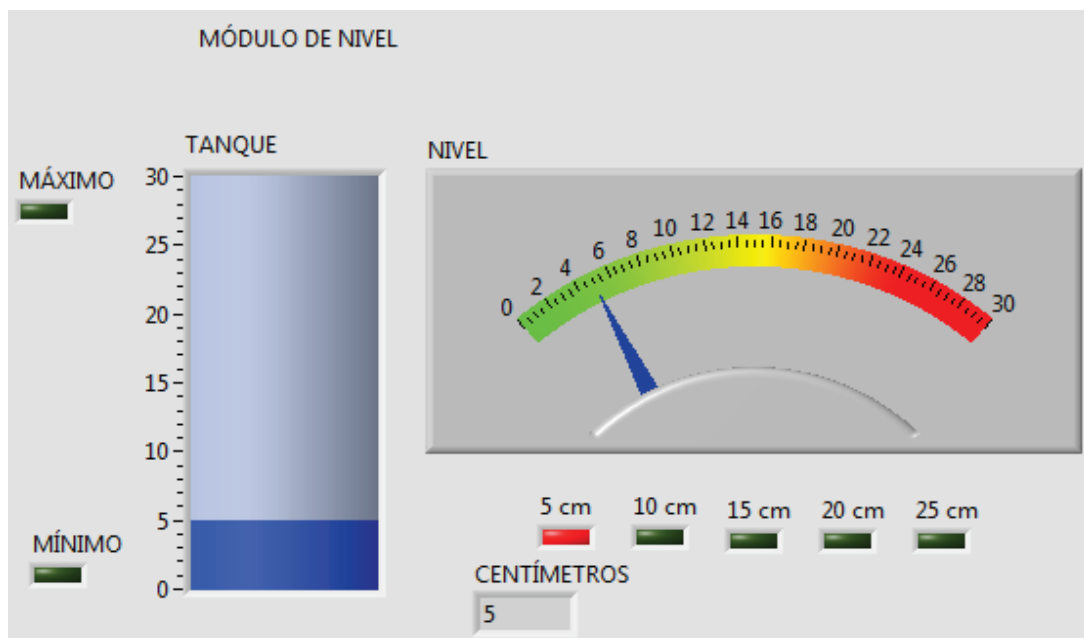 MÓDULO DE NIVEL
TANQUE
MÁXIMO
30
25
20
15
10
5
0
MÍNIMO
NIVEL
0 2 4 6 8 10 12 14 16 18 20 22 24 26 28 30
5 cm 10 cm 15 cm 20 cm 25 cm
CENTÍMETROS
5